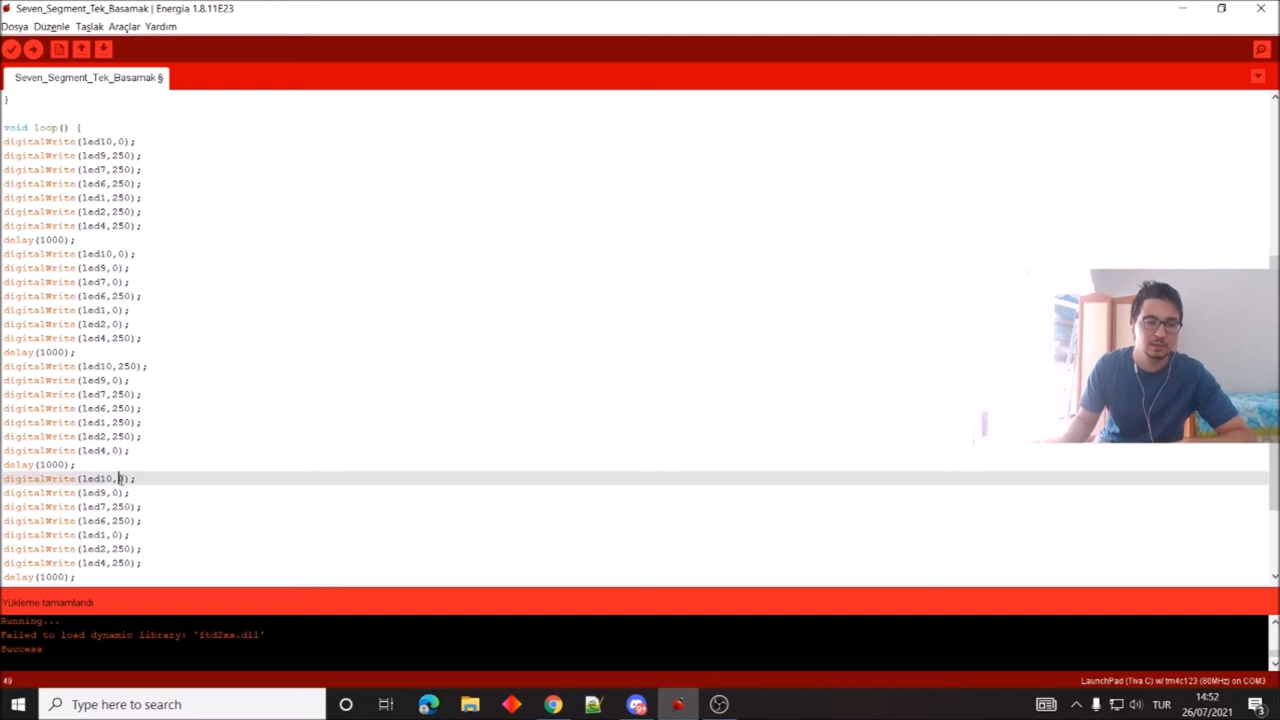 Seven_Segment_Tek_Basamak | Energia 1.8.11E23
Dosya Düzenle Taslak Araçlar Yardım
Seven_Segment_Tek_Basamak §
}
void loop() {
digitalWrite(led10,0);
digitalWrite(led9,250);
digitalWrite(led7,250);
digitalWrite(led6,250);
digitalWrite(led1,250);
digitalWrite(led2,250);
digitalWrite(led4,250);
delay(1000);
digitalWrite(led10,0);
digitalWrite(led9,0);
digitalWrite(led7,0);
digitalWrite(led6,250);
digitalWrite(led1,0);
digitalWrite(led2,0);
digitalWrite(led4,250);
delay(1000);
digitalWrite(led10,250);
digitalWrite(led9,0);
digitalWrite(led7,250);
digitalWrite(led6,250);
digitalWrite(led1,250);
digitalWrite(led2,250);
digitalWrite(led4,0);
delay(1000);
digitalWrite(led10,0);
digitalWrite(led9,0);
digitalWrite(led7,250);
digitalWrite(led6,250);
digitalWrite(led1,0);
digitalWrite(led2,250);
digitalWrite(led4,250);
delay(1000);
Yükleme tamamlandı
Running...
Failed to load dynamic library: 'ftd2xx.dll'
Success
49
LaunchPad (Tiva C) w/ tm4c123 (80MHz) on COM3
Type here to search
TUR
14:52
26/07/2021
3